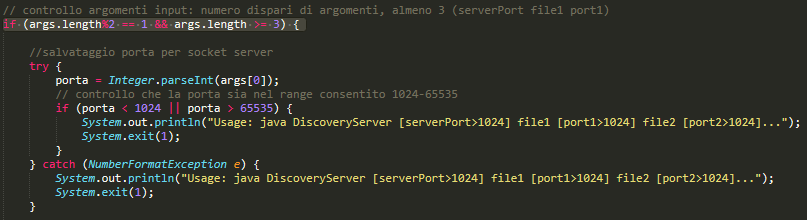 // controllo argomenti input: numero dispari di argomenti, almeno 3 (serverPort file1 port1)
if (args.length%2 == 1 && args.length >= 3) {
//salvataggio porta per socket server
try {
porta = Integer.parseInt(args[0]);
// controllo che la porta sia nel range consentito 1024-65535
if (porta < 1024 || porta > 65535) {
System.out.println("Usage: java DiscoveryServer [serverPort>1024] file1 [port1>1024] file2 [port2>1024]...");
System.exit(1);
}
} catch (NumberFormatException e) {
System.out.println("Usage: java DiscoveryServer [serverPort>1024] file1 [port1>1024] file2 [port2>1024]...");
System.exit(1);
}